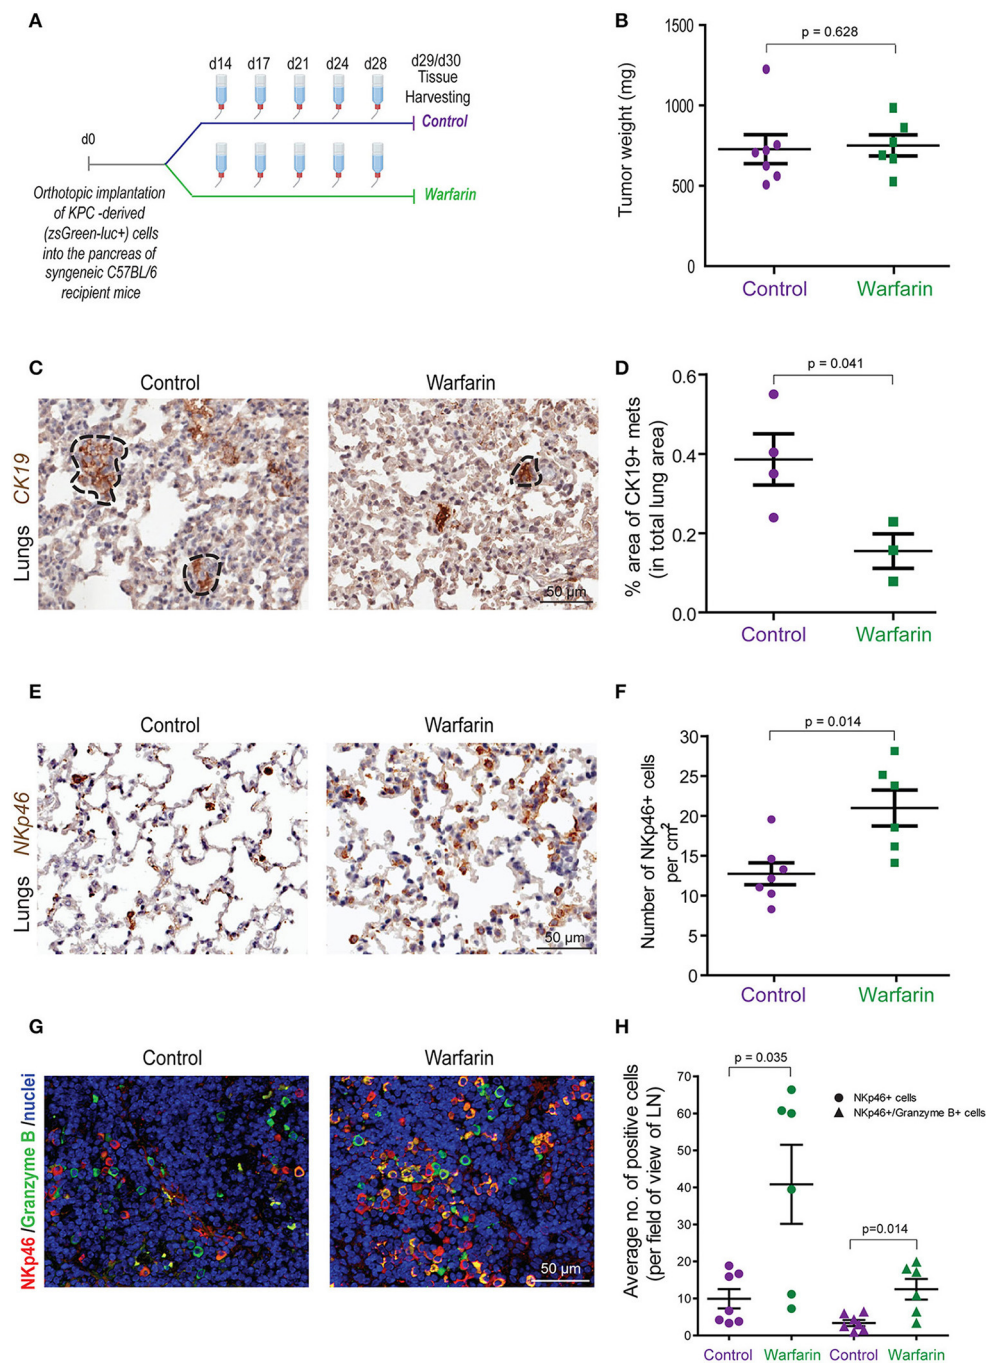 A
d14 d17 d21 d24 d28 d29/d30
Tissue
Harvesting
Control
d0
Warfarin
Orthotopic implantation
of KPC -derived
(zsGreen-luc+) cells
into the pancreas of
syngeneic C57BL/6
recipient mice
B
p = 0.628
Tumor weight (mg)
1500
1000
500
0
Control Warfarin
C
Control Warfarin
Lungs CK19
50 µm
D
p = 0.041
% area of CK19+ mets
(in total lung area)
0.6
0.4
0.2
0.0
Control Warfarin
E
Control Warfarin
Lungs NKp46
50 µm
F
p = 0.014
Number of NKp46+ cells
per cm²
30
25
20
15
10
5
0
Control Warfarin
G
Control Warfarin
NKp46 /Granzyme B /nuclei
50 µm
H
p = 0.035
NKp46+ cells
NKp46+/Granzyme B+ cells
p=0.014
Average no. of positive cells
(per field of view of LN)
70
60
50
40
30
20
10
0
Control Warfarin Control Warfarin